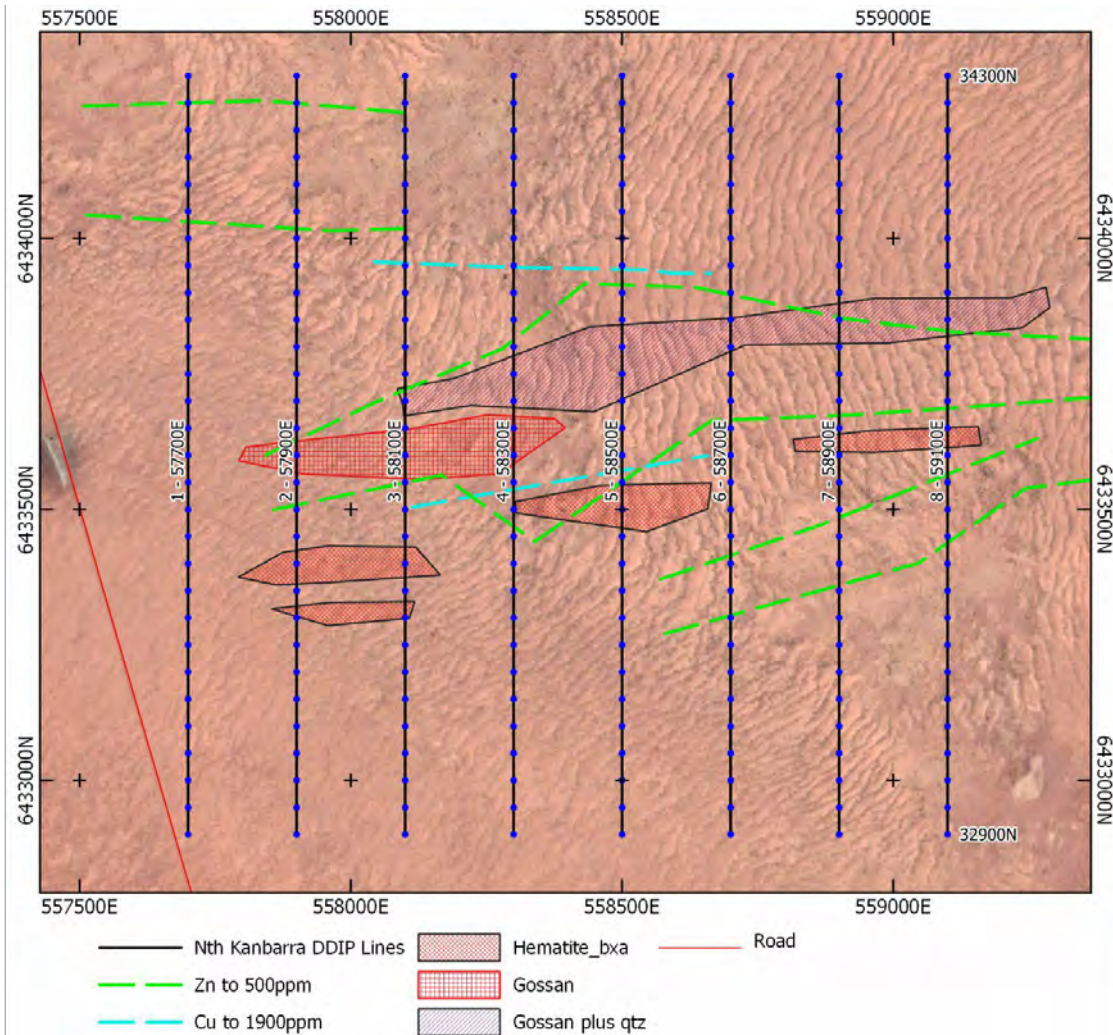 557500E 558000E 558500E 559000E
34300N
6434000N 6434000N
1 - 57700E 2 - 57900E 3 - 58100E 4 - 58300E 5 - 58500E 6 - 58700E 7 - 58900E 8 - 59100E
6433500N 6433500N
6433000N 6433000N
32900N
557500E 558000E 558500E 559000E
Nth Kanbarra DDIP Lines Hematite_bxa Road
Zn to 500ppm Gossan
Cu to 1900ppm Gossan plus qtz